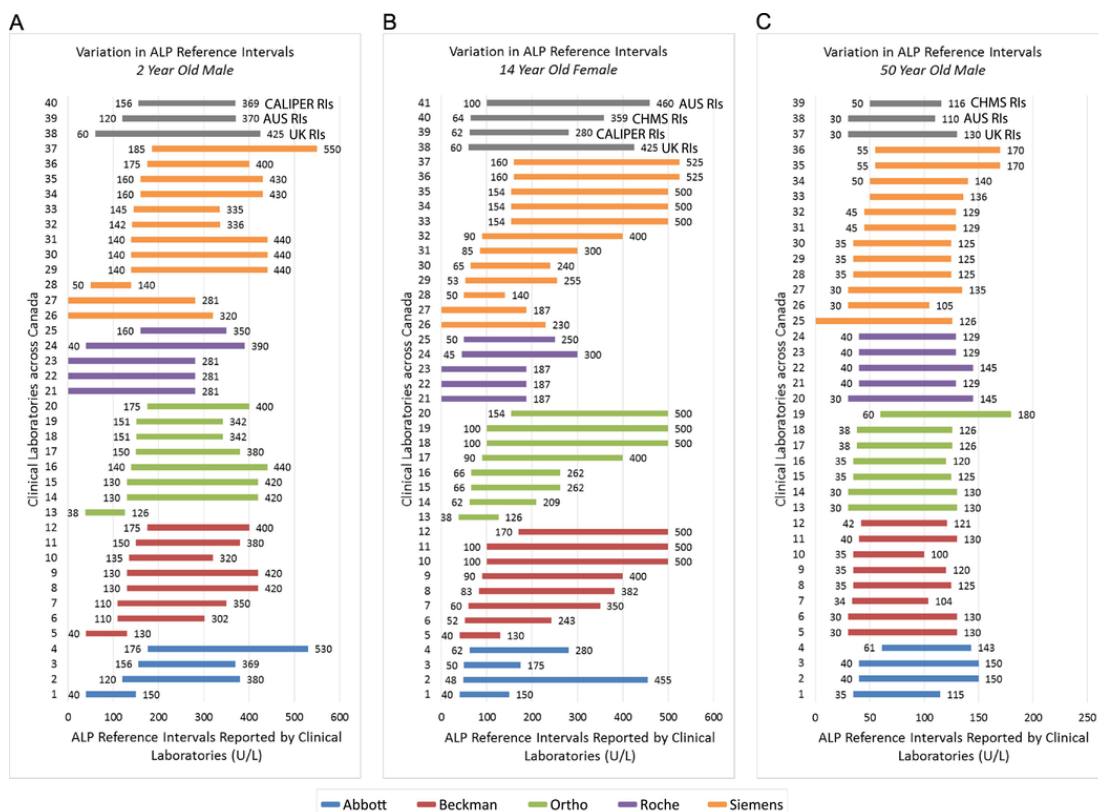 A
Variation in ALP Reference Intervals
2 Year Old Male
Clinical Laboratories across Canada
40 156 369 CALIPER RIs
39 120 370 AUS RIs
38 60 425 UK RIs
37 185 550
36 175 400
35 160 430
34 160 430
33 145 335
32 142 336
31 140 440
30 140 440
29 140 440
28 50 140
27 281
26 320
25 160 350
24 40 390
23 281
22 281
21 281
20 175 400
19 151 342
18 151 342
17 150 380
16 140 440
15 130 420
14 130 420
13 38 126
12 175 400
11 150 380
10 135 320
9 130 420
8 130 420
7 110 350
6 110 302
5 40 130
4 176 530
3 156 369
2 120 380
1 40 150
0 100 200 300 400 500 600
ALP Reference Intervals Reported by Clinical
Laboratories (U/L)
B
Variation in ALP Reference Intervals
14 Year Old Female
Clinical Laboratories across Canada
41 100 460 AUS RIs
40 64 359 CHMS RIs
39 62 280 CALIPER RIs
38 60 425 UK RIs
37 160 525
36 160 525
35 154 500
34 154 500
33 154 500
32 90 400
31 85 300
30 65 240
29 53 255
28 50 140
27 187
26 230
25 50 250
24 45 300
23 187
22 187
21 187
20 154 500
19 100 500
18 100 500
17 90 400
16 66 262
15 66 262
14 62 209
13 38 126
12 170 500
11 100 500
10 100 500
9 90 400
8 83 382
7 60 350
6 52 243
5 40 130
4 62 280
3 50 175
2 48 455
1 40 150
0 100 200 300 400 500 600
ALP Reference Intervals Reported by Clinical
Laboratories (U/L)
C
Variation in ALP Reference Intervals
50 Year Old Male
Clinical Laboratories across Canada
39 50 116 CHMS RIs
38 30 110 AUS RIs
37 30 130 UK RIs
36 55 170
35 55 170
34 50 140
33 136
32 45 129
31 45 129
30 35 125
29 35 125
28 35 125
27 30 135
26 30 105
25 126
24 40 129
23 40 129
22 40 145
21 40 129
20 30 145
19 60 180
18 38 126
17 38 126
16 35 120
15 35 125
14 30 130
13 30 130
12 42 121
11 40 130
10 35 100
9 35 120
8 35 125
7 34 104
6 30 130
5 30 130
4 61 143
3 40 150
2 40 150
1 35 115
0 50 100 150 200 250
ALP Reference Intervals Reported by Clinical
Laboratories (U/L)
Abbott Beckman Ortho Roche Siemens